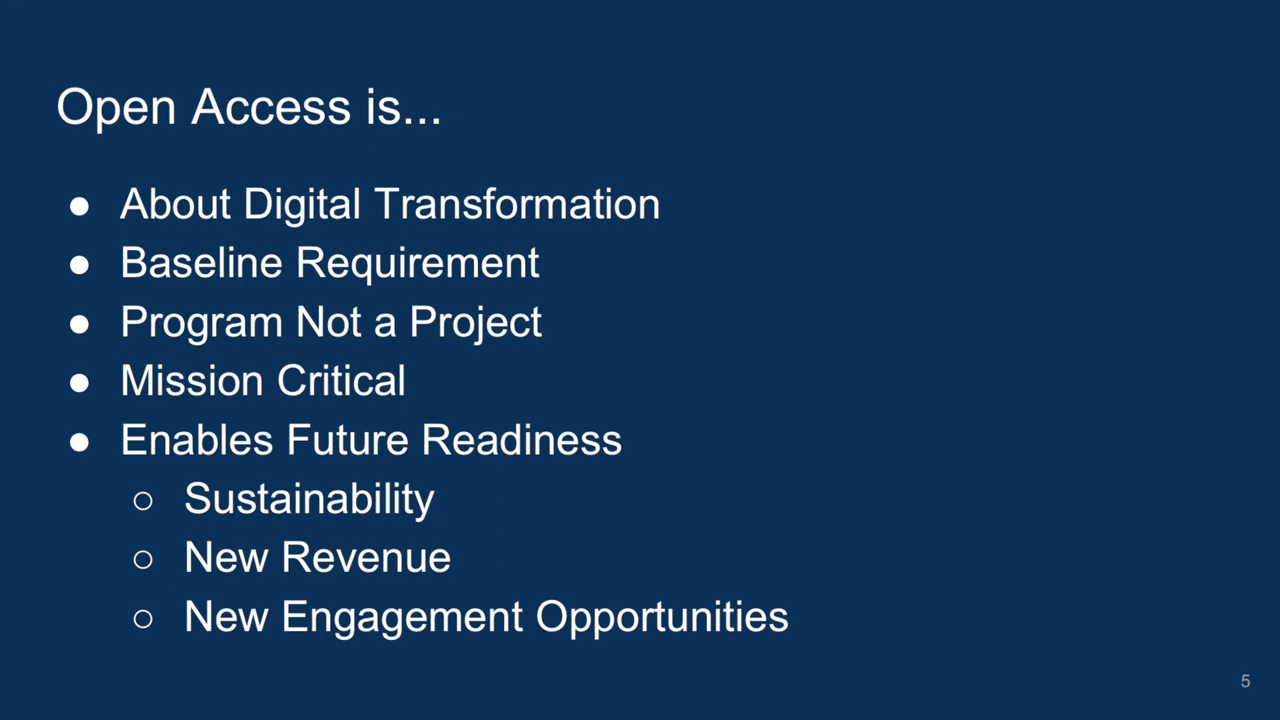 Open Access is...
● About Digital Transformation
● Baseline Requirement
● Program Not a Project
● Mission Critical
● Enables Future Readiness
○ Sustainability
○ New Revenue
○ New Engagement Opportunities
5